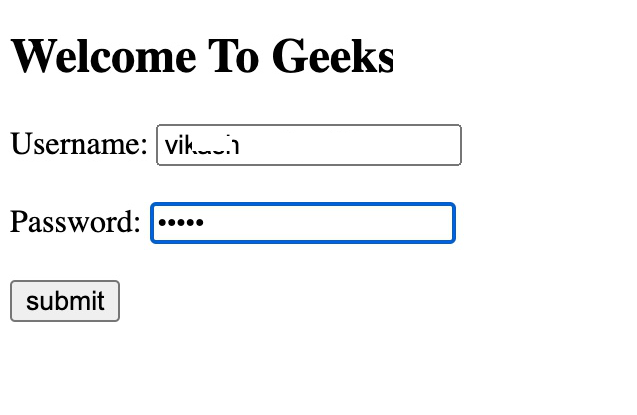 Welcome To Geeks
Username:
Password: •••••
submit